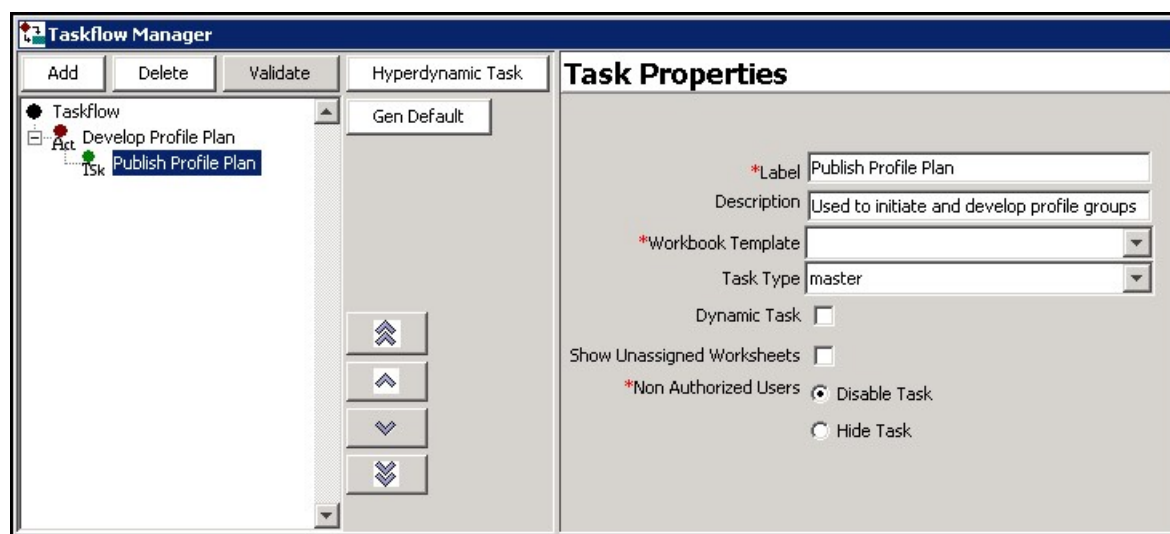 Taskflow Manager
Add Delete Validate Hyperdynamic Task
Gen Default
Taskflow
Act Develop Profile Plan
Tsk Publish Profile Plan
Task Properties
*Label Publish Profile Plan
Description Used to initiate and develop profile groups
*Workbook Template
Task Type master
Dynamic Task
Show Unassigned Worksheets
*Non Authorized Users Disable Task
Hide Task